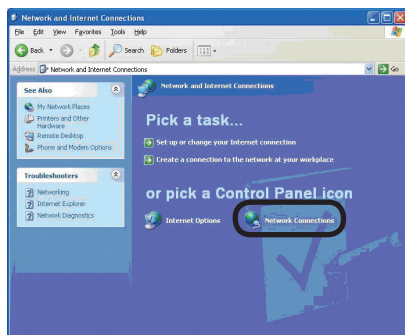 Network and Internet Connections
File Edit View Favorites Tools Help
Back Search Folders
Address Network and Internet Connections Go
See Also
My Network Places
Printers and Other Hardware
Remote Desktop
Phone and Modem Options
Troubleshooters
Networking
Internet Explorer
Network Diagnostics
Network and Internet Connections
Pick a task...
Set up or change your Internet connection
Create a connection to the network at your workplace
or pick a Control Panel icon
Internet Options
Network Connections